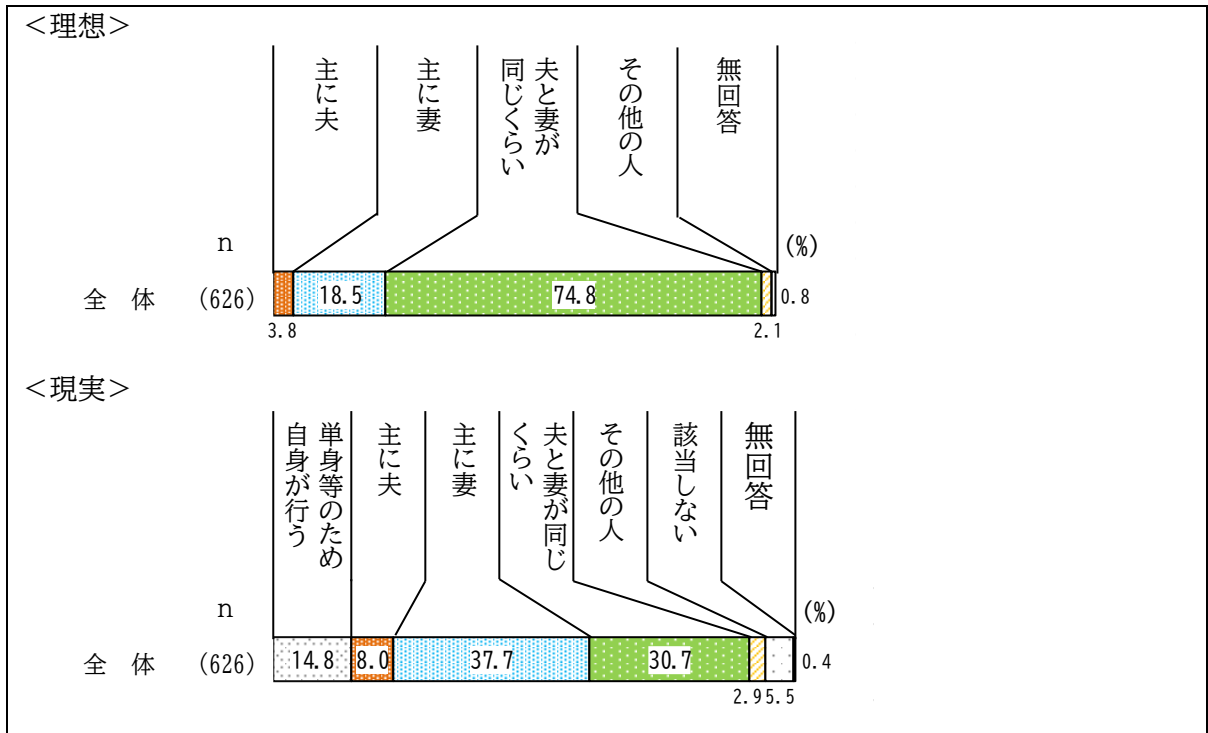 ＜理想＞
主に夫
主に妻
夫と妻が
同じくらい
その他の人
無回答
n
(%)
全 体 (626)
18.5
74.8
0.8
3.8
2.1
＜現実＞
単身等のため
自身が行う
主に夫
主に妻
夫と妻が同じ
くらい
その他の人
該当しない
無回答
n
(%)
全 体 (626)
14.8
8.0
37.7
30.7
0.4
2.9
5.5